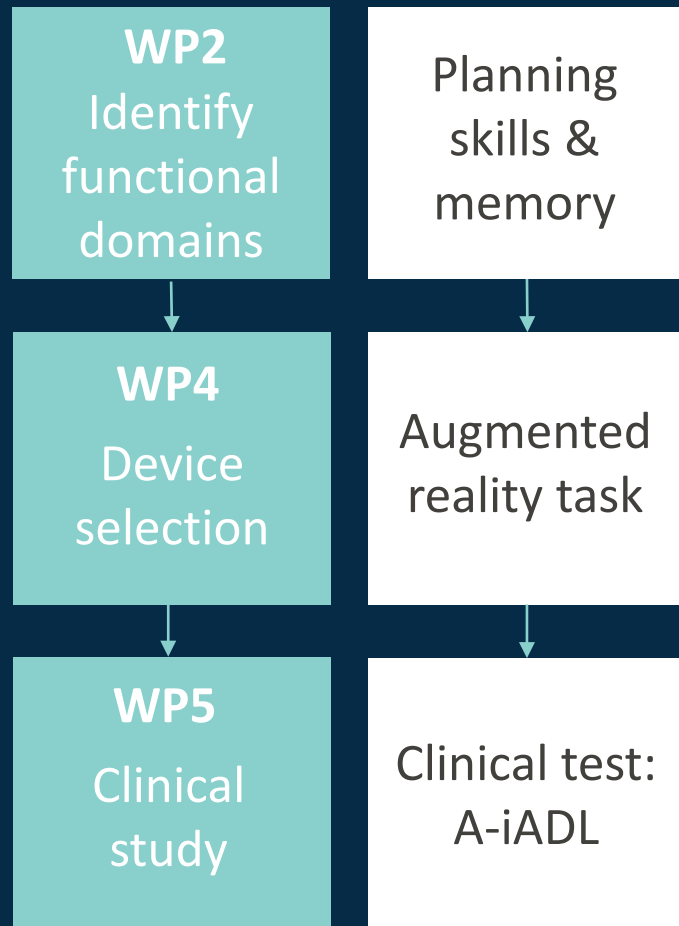 WP2
Identify
functional
domains
Planning
skills &
memory
WP4
Device
selection
Augmented
reality task
WP5
Clinical
study
Clinical test:
A-iADL